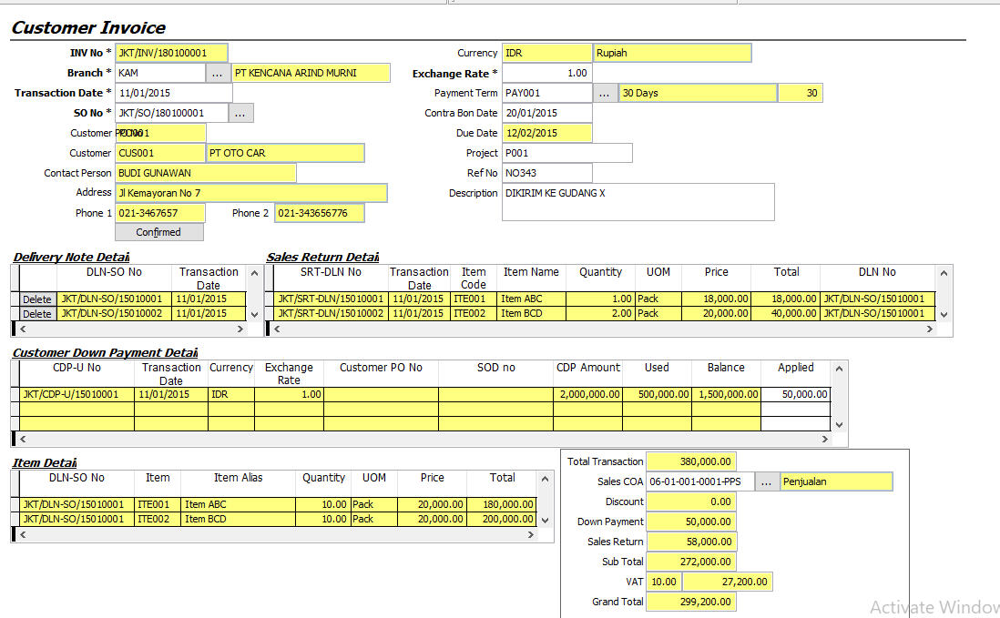 Customer Invoice
INV No * JKT/INV/180100001
Branch * KAM ... PT KENCANA ARIND MURNI
Transaction Date * 11/01/2015
SO No * JKT/SO/180100001 ...
Customer PO No PO001
Customer CUS001 PT OTO CAR
Contact Person BUDI GUNAWAN
Address Jl Kemayoran No 7
Phone 1 021-3467657 Phone 2 021-343656776
Confirmed
Currency IDR Rupiah
Exchange Rate * 1.00
Payment Term PAY001 ... 30 Days 30
Contra Bon Date 20/01/2015
Due Date 12/02/2015
Project P001
Ref No NO343
Description DIKIRIM KE GUDANG X
Delivery Note Detail
DLN-SO No Transaction Date
Delete JKT/DLN-SO/15010001 11/01/2015
Delete JKT/DLN-SO/15010002 11/01/2015
Sales Return Detail
SRT-DLN No Transaction Date Item Code Item Name Quantity UOM Price Total DLN No
JKT/SRT-DLN/15010001 11/01/2015 ITE001 Item ABC 1.00 Pack 18,000.00 18,000.00 JKT/DLN-SO/15010001
JKT/SRT-DLN/15010002 11/01/2015 ITE002 Item BCD 2.00 Pack 20,000.00 40,000.00 JKT/DLN-SO/15010001
Customer Down Payment Detail
CDP-U No Transaction Date Currency Exchange Rate Customer PO No SOD no CDP Amount Used Balance Applied
JKT/CDP-U/15010001 11/01/2015 IDR 1.00 2,000,000.00 500,000.00 1,500,000.00 50,000.00
Item Detail
DLN-SO No Item Item Alias Quantity UOM Price Total
JKT/DLN-SO/15010001 ITE001 Item ABC 10.00 Pack 20,000.00 180,000.00
JKT/DLN-SO/15010001 ITE002 Item BCD 10.00 Pack 20,000.00 200,000.00
Total Transaction 380,000.00
Sales COA 06-01-001-0001-PPS ... Penjualan
Discount 0.00
Down Payment 50,000.00
Sales Return 58,000.00
Sub Total 272,000.00
VAT 10.00 27,200.00
Grand Total 299,200.00
Activate Window